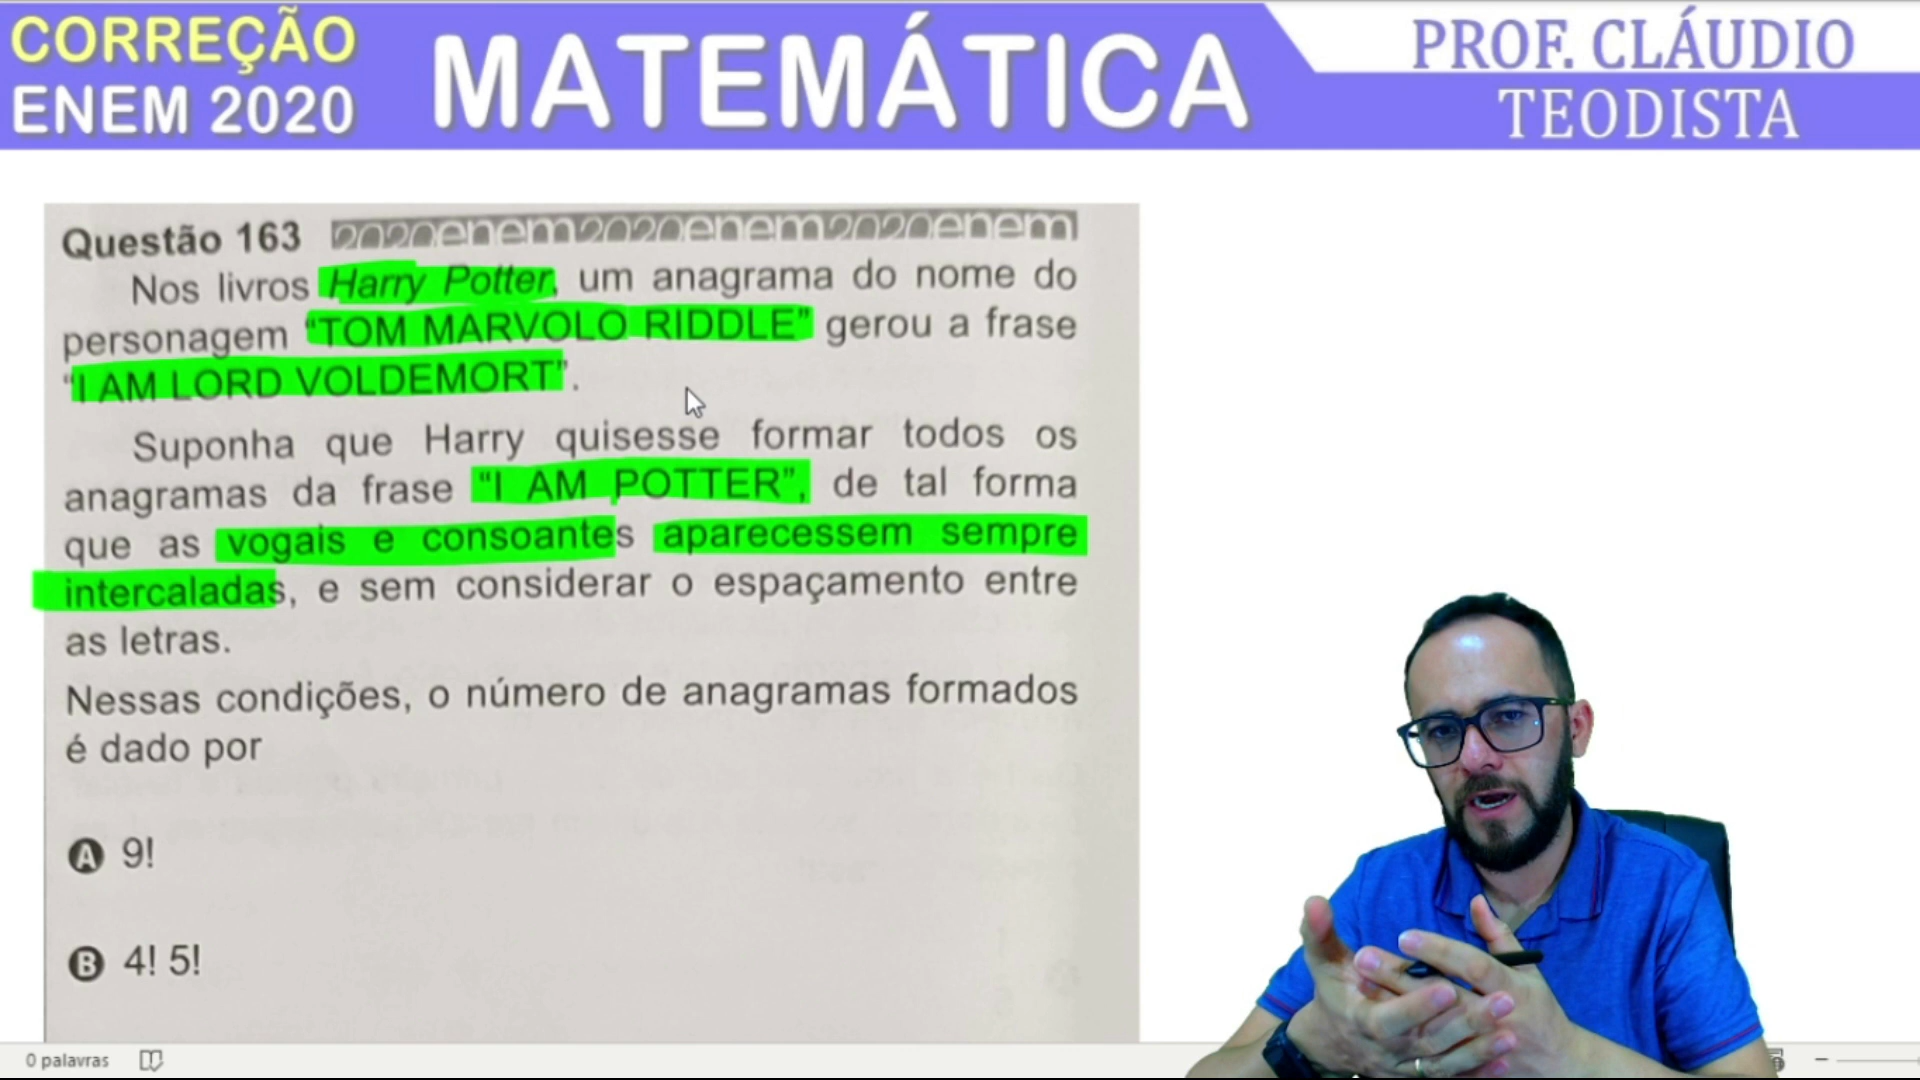 CORREÇÃO
ENEM 2020
MATEMÁTICA
PROF. CLÁUDIO
TEODISTA
Questão 163 2020enem2020enem2020enem
Nos livros Harry Potter, um anagrama do nome do
personagem “TOM MARVOLO RIDDLE” gerou a frase
“I AM LORD VOLDEMORT”.
Suponha que Harry quisesse formar todos os
anagramas da frase “I AM POTTER”, de tal forma
que as vogais e consoantes aparecessem sempre
intercaladas, e sem considerar o espaçamento entre
as letras.
Nessas condições, o número de anagramas formados
é dado por
A 9!
B 4! 5!
0 palavras